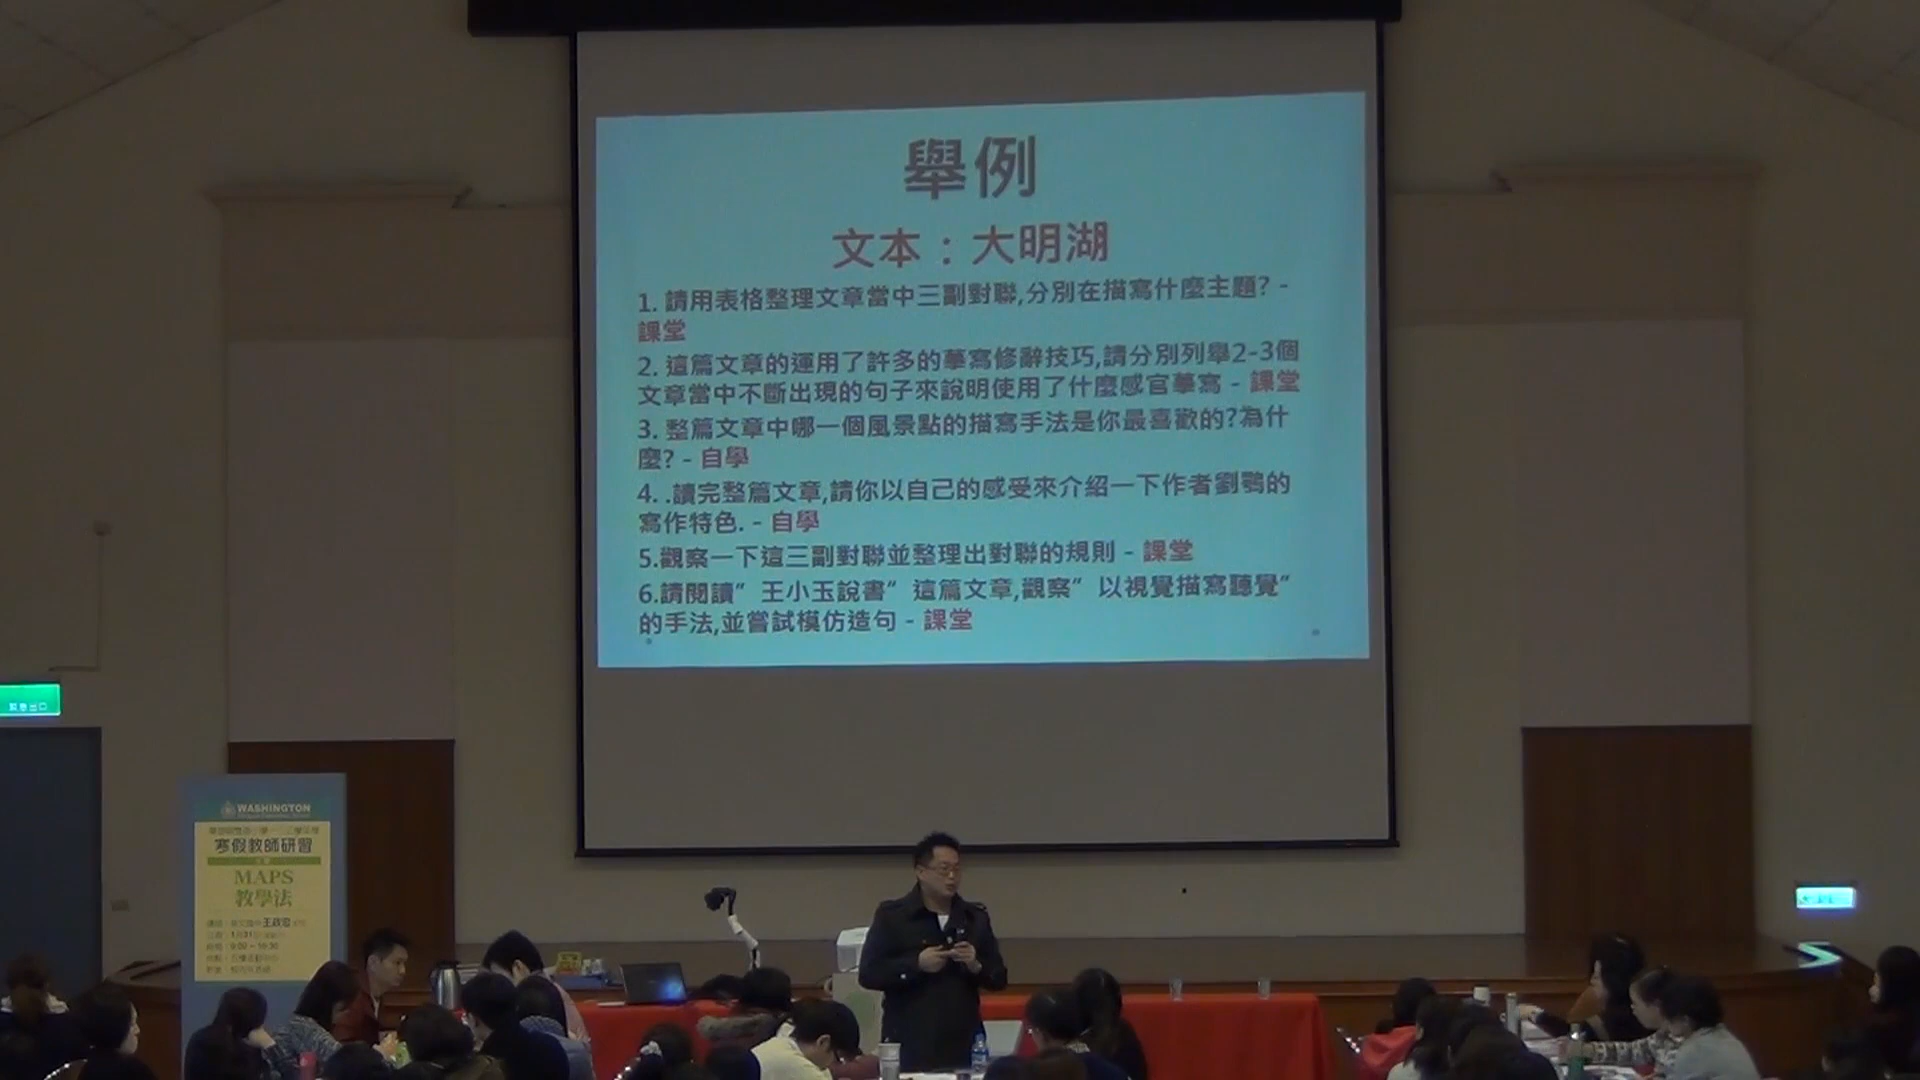 舉例
文本：大明湖
1. 請用表格整理文章當中三副對聯,分別在描寫什麼主題? -
課堂
2. 這篇文章的運用了許多的摹寫修辭技巧,請分別列舉2-3個
文章當中不斷出現的句子來說明使用了什麼感官摹寫 - 課堂
3. 整篇文章中哪一個風景點的描寫手法是你最喜歡的?為什
麼? - 自學
4. .讀完整篇文章,請你以自己的感受來介紹一下作者劉鶚的
寫作特色. - 自學
5.觀察一下這三副對聯並整理出對聯的規則 - 課堂
6.請閱讀”王小玉說書”這篇文章,觀察”以視覺描寫聽覺”
的手法,並嘗試模仿造句 - 課堂
緊急出口
WASHINGTON
寒假教師研習
MAPS
教學法
王政忠